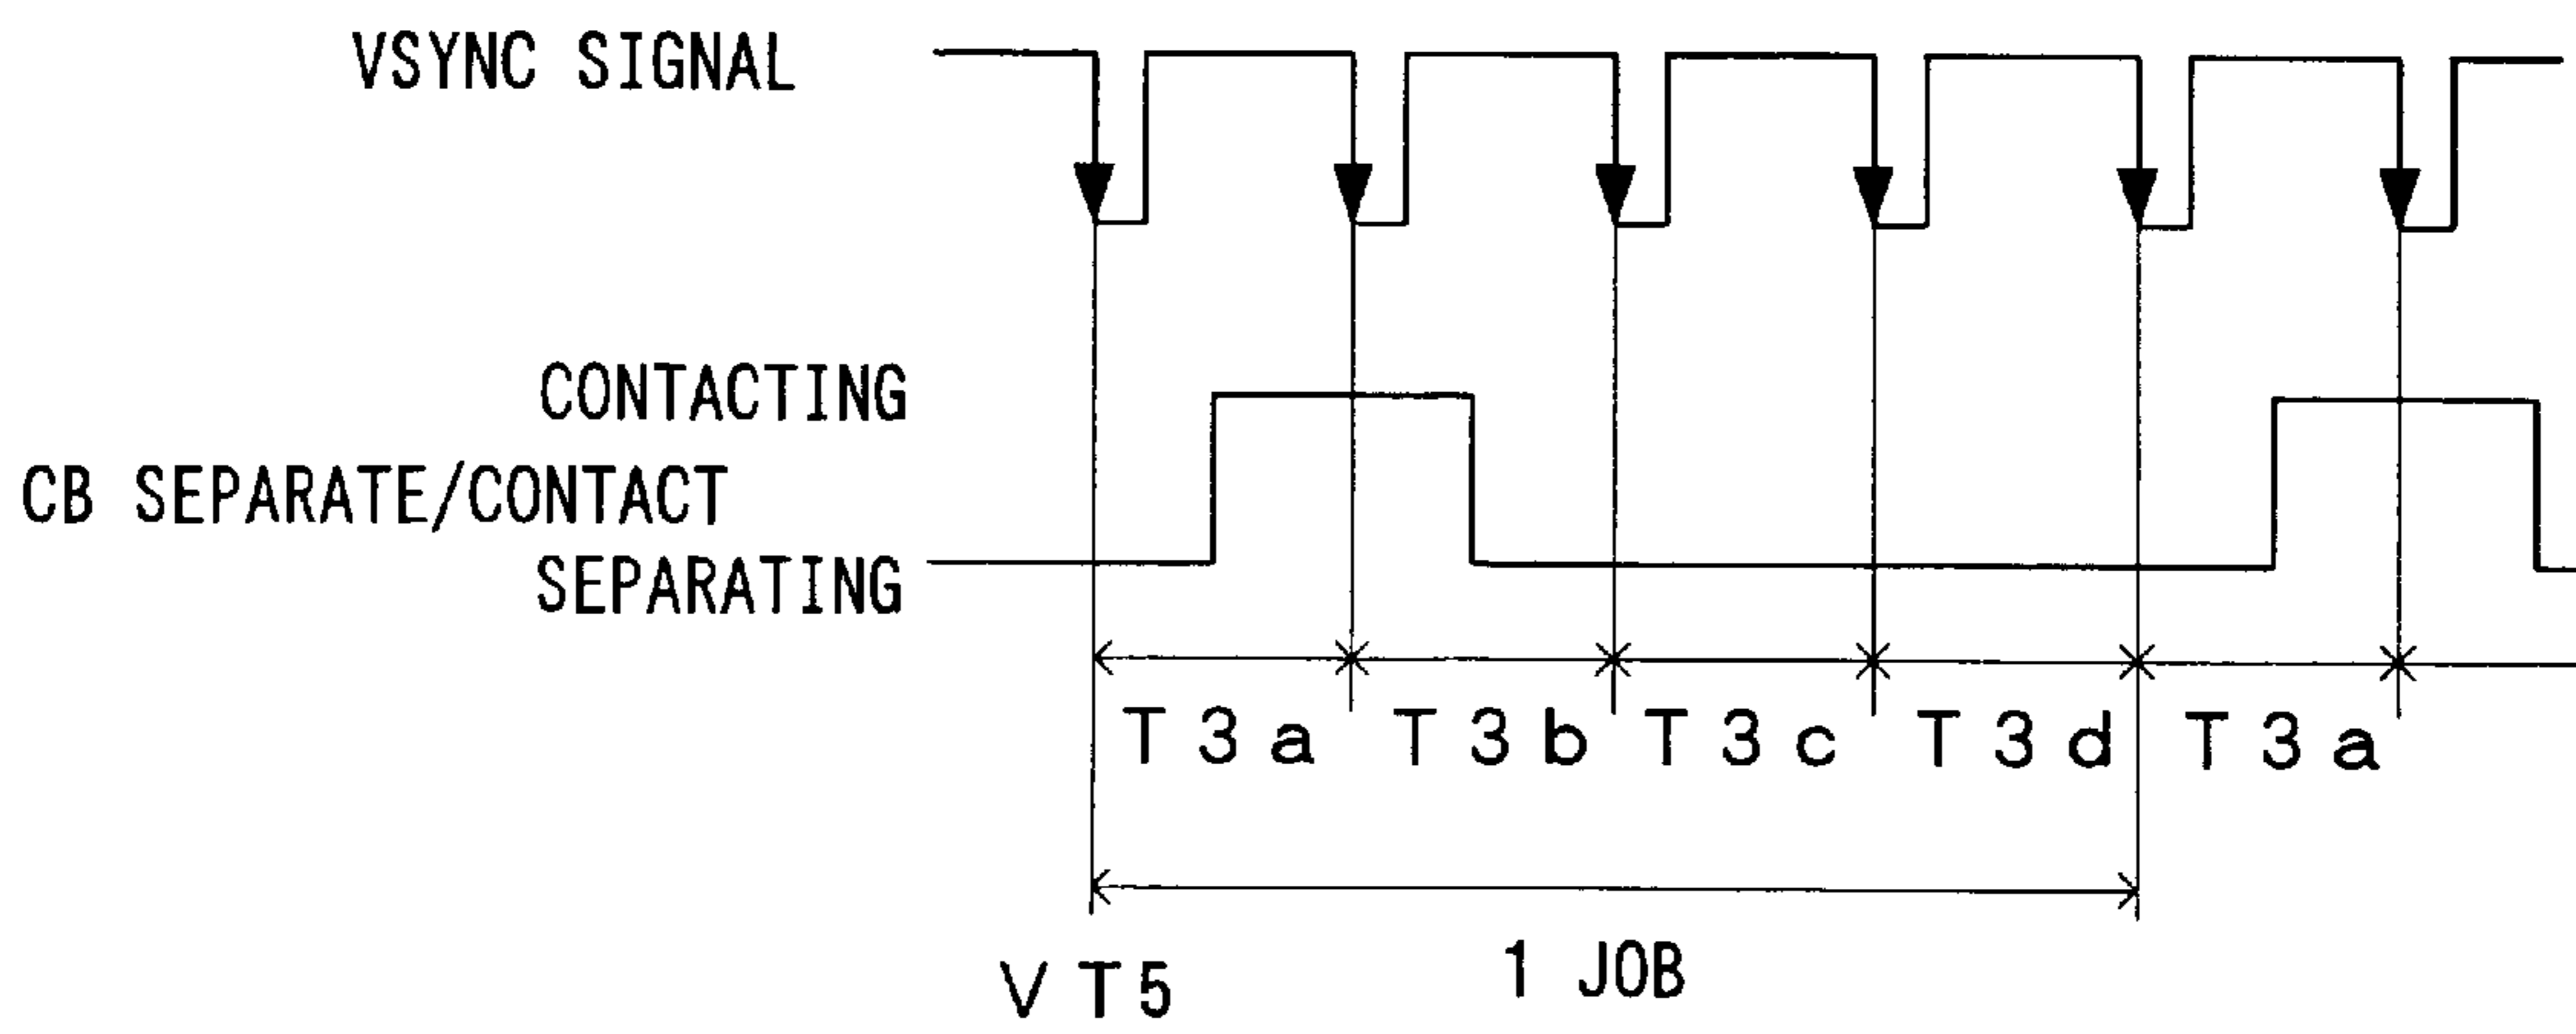 VSYNC SIGNAL
CONTACTING
CB SEPARATE/CONTACT
SEPARATING
T3a T3b T3c T3d T3a
VT5
1 JOB